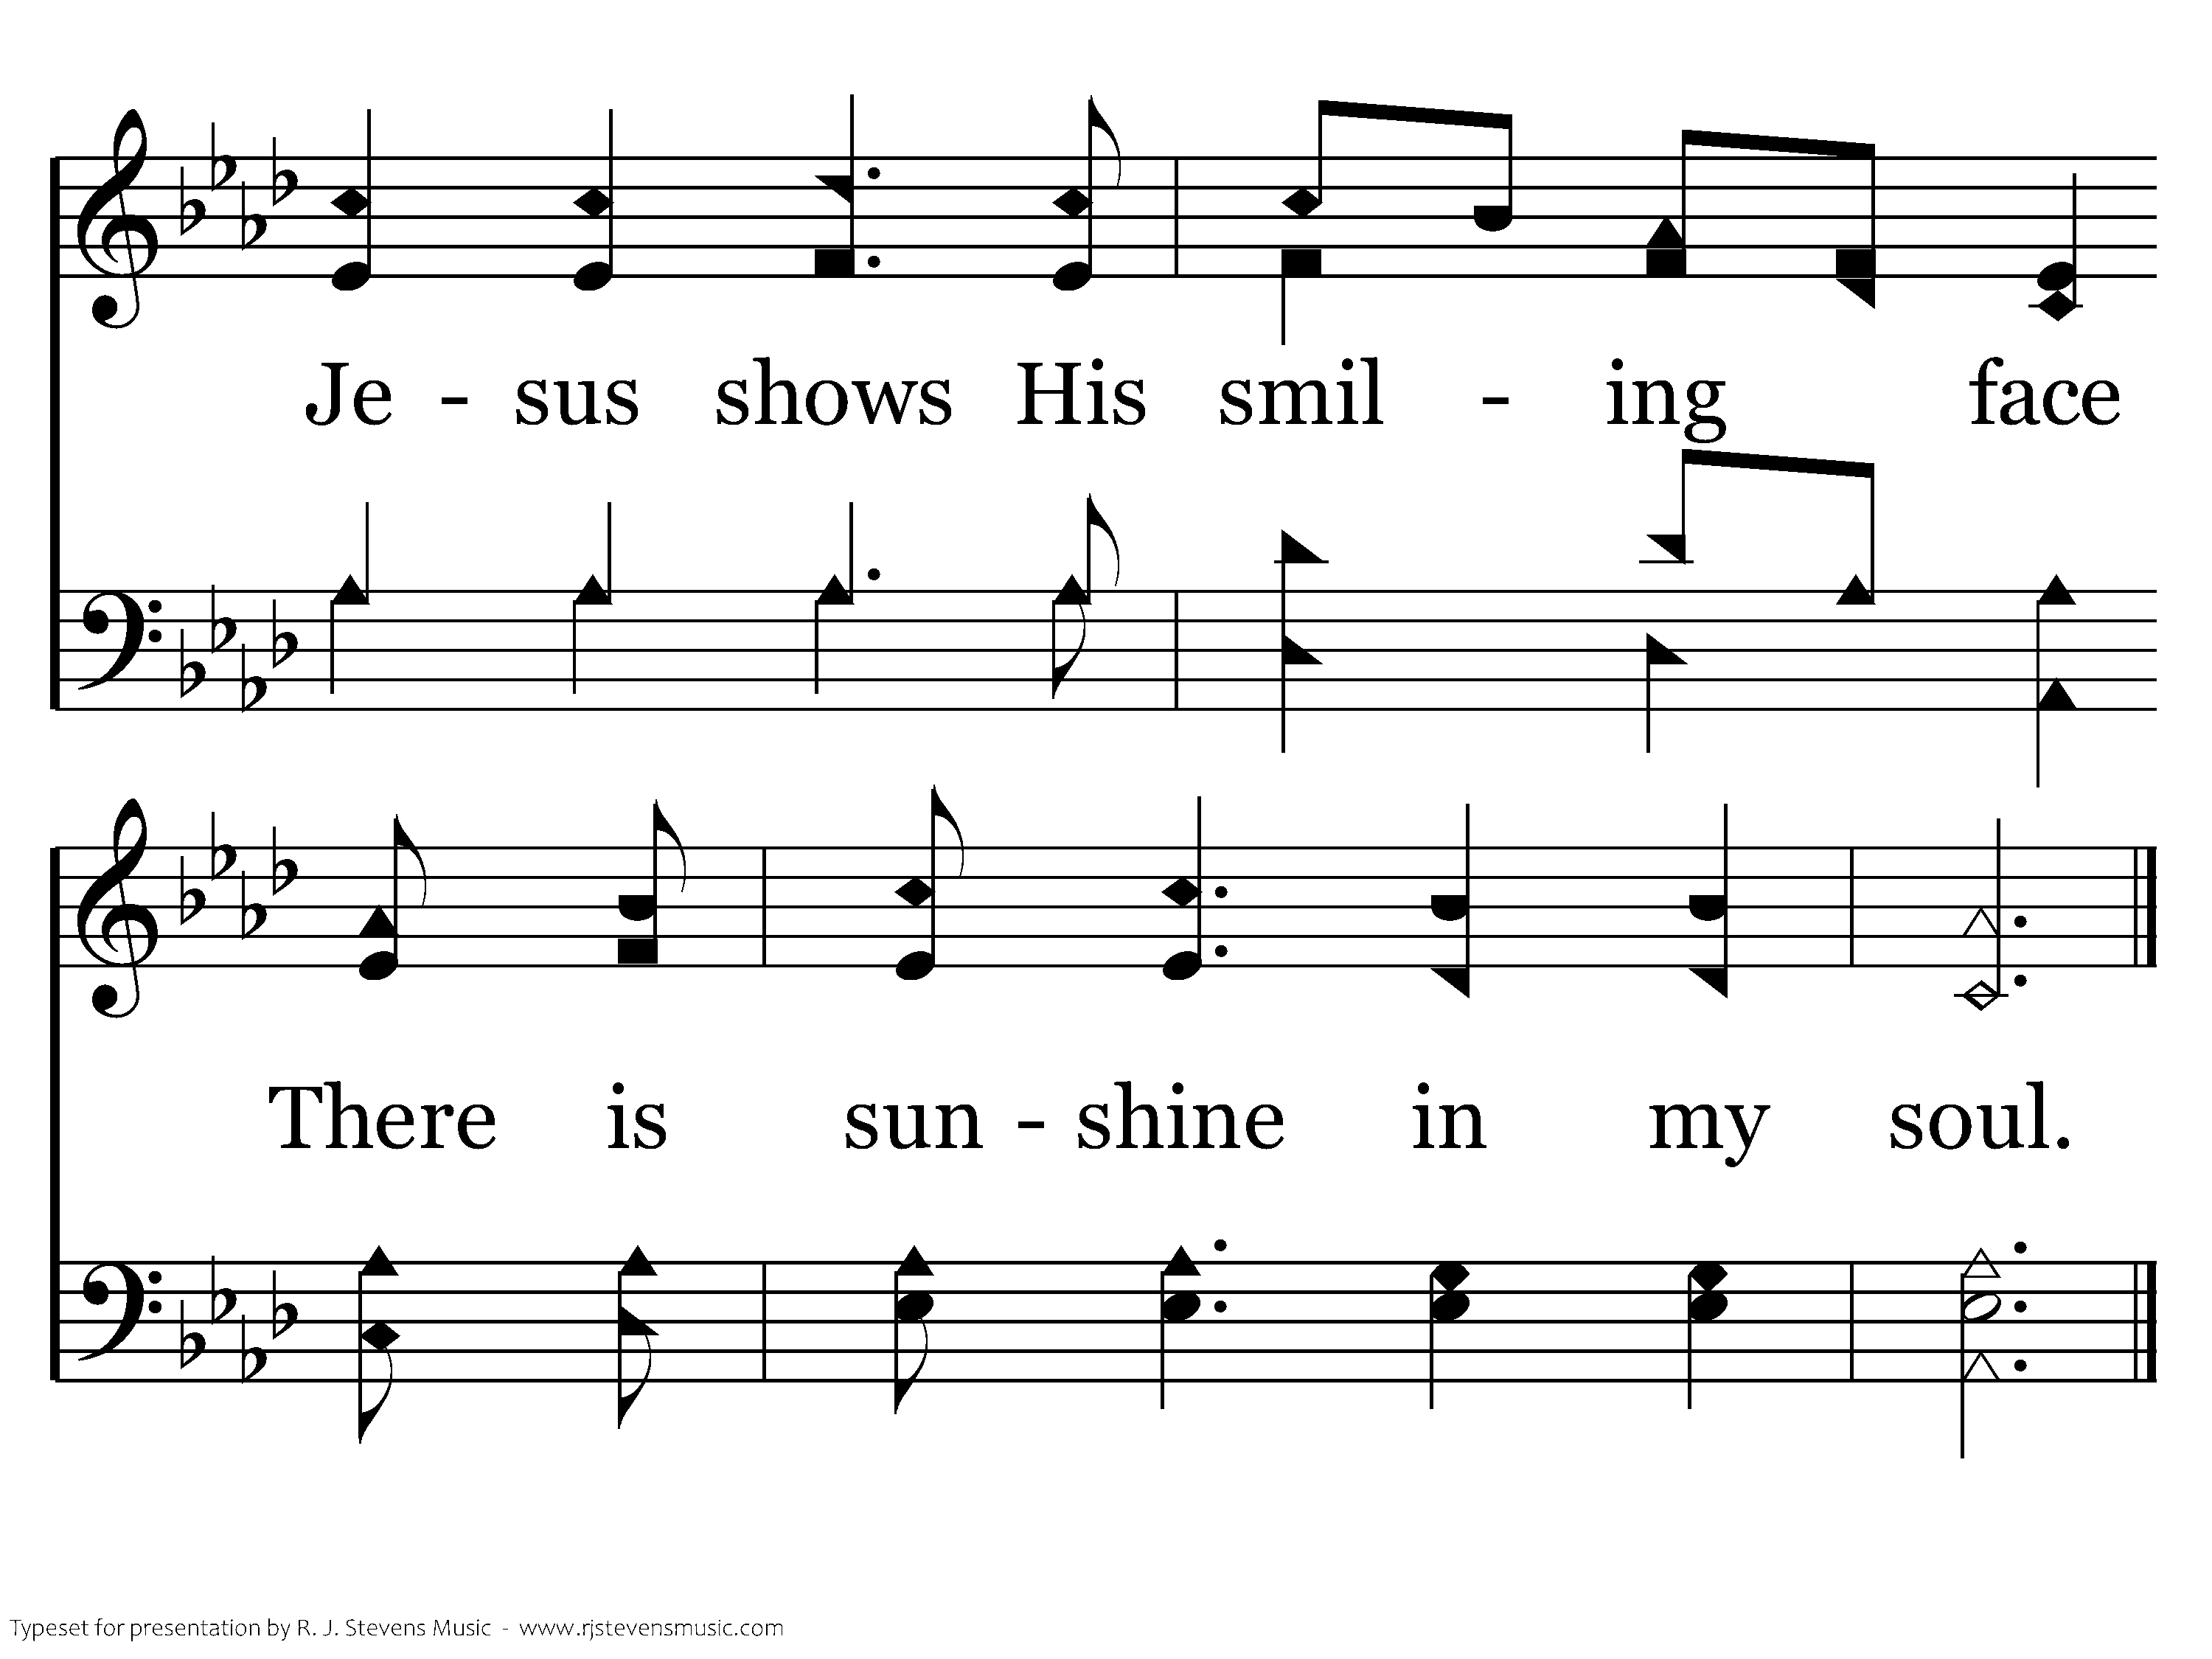 Je - sus shows His smil - ing face
There is sun - shine in my soul.
Typeset for presentation by R. J. Stevens Music - www.rjstevensmusic.com